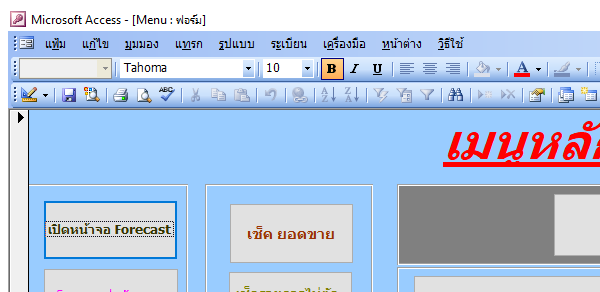 Microsoft Access - [Menu : ฟอร์ม]
แฟ้ม แก้ไข มุมมอง แทรก รูปแบบ ระเบียน เครื่องมือ หน้าต่าง วิธีใช้
Tahoma 10 B I U A
ABC
เมนูหลั
เปิดหน้าจอ Forecast
เช็ค ยอดขาย